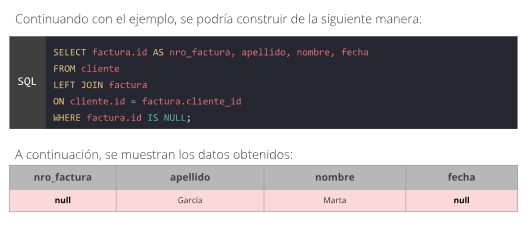 Continuando con el ejemplo, se podría construir de la siguiente manera:
SQL
SELECT factura.id AS nro_factura, apellido, nombre, fecha
FROM cliente
LEFT JOIN factura
ON cliente.id = factura.cliente_id
WHERE factura.id IS NULL;
A continuación, se muestran los datos obtenidos:
nro_factura apellido nombre fecha
null García Marta null